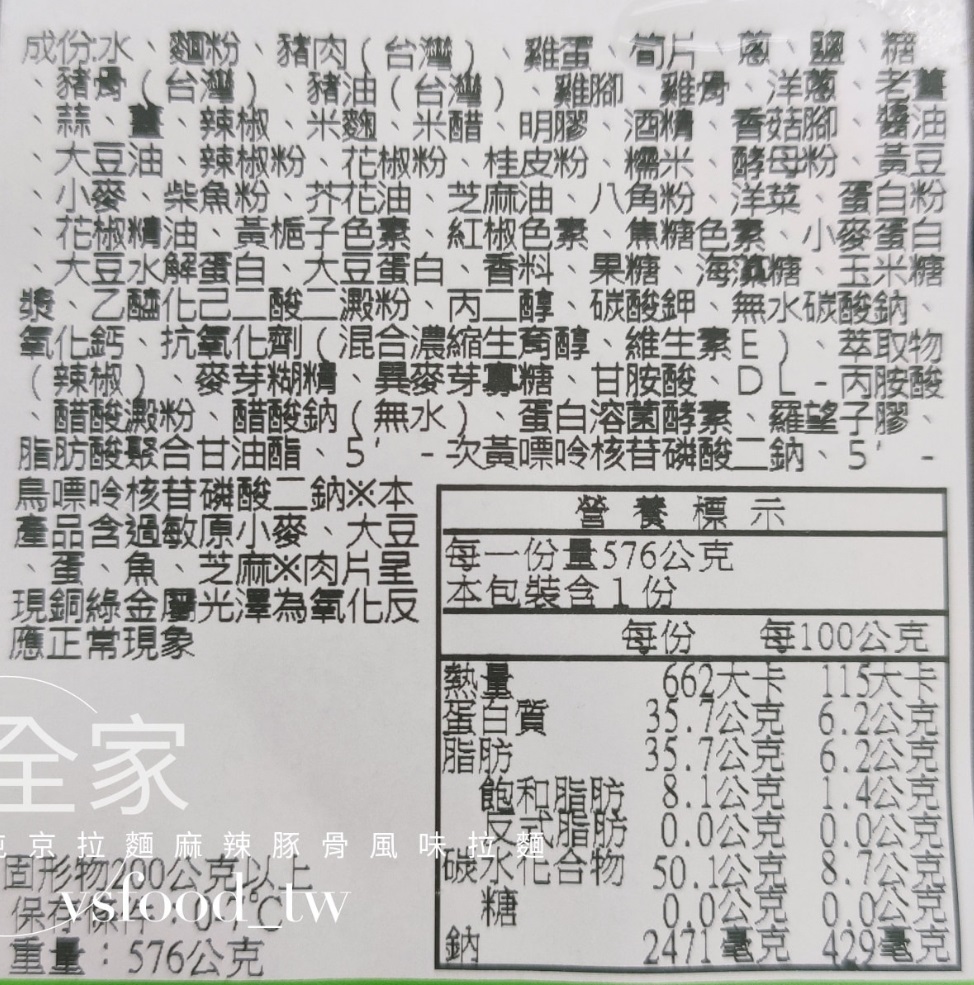 成份:水、麵粉、豬肉(台灣)、雞蛋、筍片、蔥、鹽、糖
、豬骨(台灣)、豬油(台灣)、雞腳、雞骨、洋蔥、老薑
、蒜、薑、辣椒、米麴、米醋、明膠、酒精、香菇腳、醬油
、大豆油、辣椒粉、花椒粉、桂皮粉、糯米、酵母粉、黃豆
、小麥、柴魚粉、芥花油、芝麻油、八角粉、洋菜、蛋白粉
、花椒精油、黃梔子色素、紅椒色素、焦糖色素、小麥蛋白
、大豆水解蛋白、大豆蛋白、香料、果糖、海藻糖、玉米糖
漿、乙醯化己二酸二澱粉、丙二醇、碳酸鉀、無水碳酸鈉、
氧化鈣、抗氧化劑(混合濃縮生育醇、維生素E)、萃取物
(辣椒)、麥芽糊精、異麥芽寡糖、甘胺酸、DL-丙胺酸
、醋酸澱粉、醋酸鈉(無水)、蛋白溶菌酵素、羅望子膠、
脂肪酸聚合甘油酯、5'-次黃嘌呤核苷磷酸二鈉、5'-
鳥嘌呤核苷磷酸二鈉※本
產品含過敏原小麥、大豆
、蛋、魚、芝麻※肉片呈
現銅綠金屬光澤為氧化反
應正常現象
營養標示
每一份量576公克
本包裝含1份
每份 每100公克
熱量 662大卡 115大卡
蛋白質 35.7公克 6.2公克
脂肪 35.7公克 6.2公克
飽和脂肪 8.1公克 1.4公克
反式脂肪 0.0公克 0.0公克
碳水化合物 50.1公克 8.7公克
糖 0.0公克 0.0公克
鈉 2471毫克 429毫克
全家
京拉麵麻辣豚骨風味拉麵
固形物2 0公克以上
vsfood_tw
保存條件:0-7℃
重量:576公克